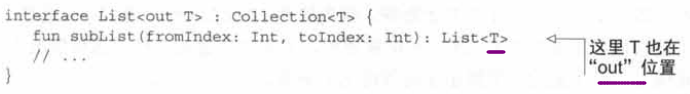 interface List<out T> : Collection<T> {
fun subList(fromIndex: Int, toIndex: Int): List<T>
// ...
}
这里 T 也在
“out” 位置